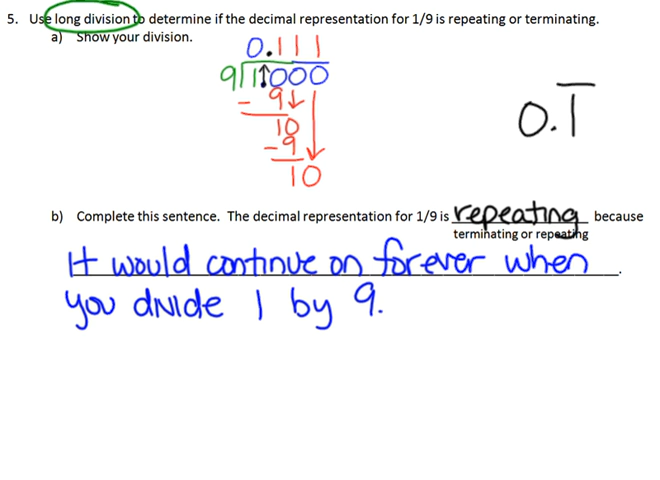 5. Use long division to determine if the decimal representation for 1/9 is repeating or terminating.
a) Show your division.
0.111
9 1 000
- 9
10
-9
10
0.1̅
b) Complete this sentence. The decimal representation for 1/9 is repeating because
terminating or repeating
It would continue on forever when
you divide 1 by 9.